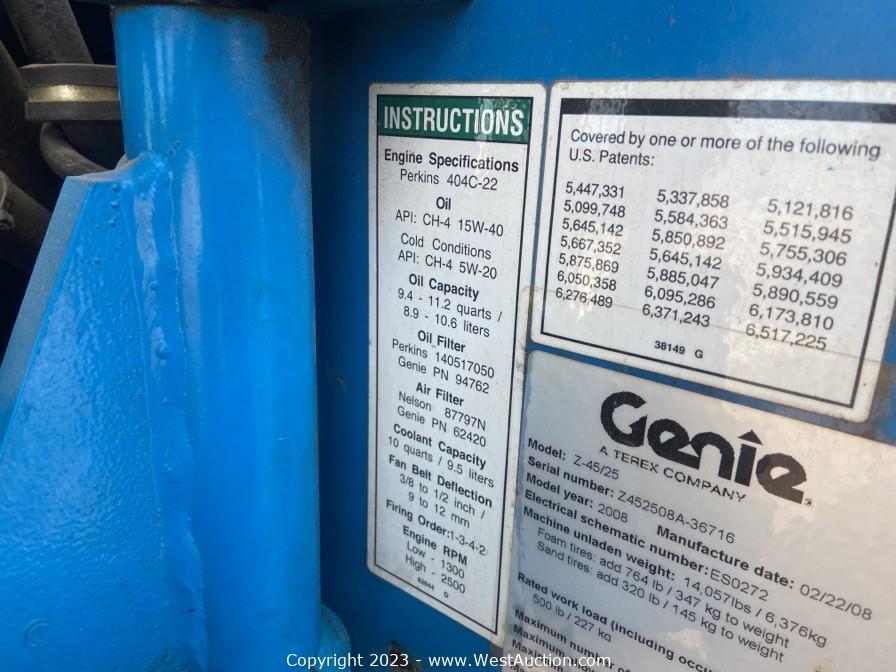 INSTRUCTIONS
Engine Specifications
Perkins 404C-22
Oil
API: CH-4 15W-40
Cold Conditions
API: CH-4 5W-20
Oil Capacity
9.4 - 11.2 quarts /
8.9 - 10.6 liters
Oil Filter
Perkins 140517050
Genie PN 94762
Air Filter
Nelson 87797N
Genie PN 62420
Coolant Capacity
10 quarts / 9.5 liters
Fan Belt Deflection
3/8 to 1/2 inch /
9 to 12 mm
Firing Order:1-3-4-2
Engine RPM
Low - 1300
High - 2500
82644 D
Covered by one or more of the following
U.S. Patents:
5,447,331 5,337,858 5,121,816
5,099,748 5,584,363 5,515,945
5,645,142 5,850,892 5,755,306
5,667,352 5,645,142 5,934,409
5,875,869 5,885,047 5,890,559
6,050,358 6,095,286 6,173,810
6,276,489 6,371,243 6,517,225
38149 G
Genie
A TEREX COMPANY
Model: Z-45/25
Serial number: Z452508A-36716
Model year: 2008 Manufacture date: 02/22/08
Electrical schematic number: ES0272
Machine unladen weight: 14,057lbs / 6,376kg
Foam tires: add 764 lb / 347 kg to weight
Sand tires: add 320 lb / 145 kg to weight
Rated work load (including occu
500 lb / 227 kg
Maximum number
Maximum
Copyright 2023 - www.WestAuction.com